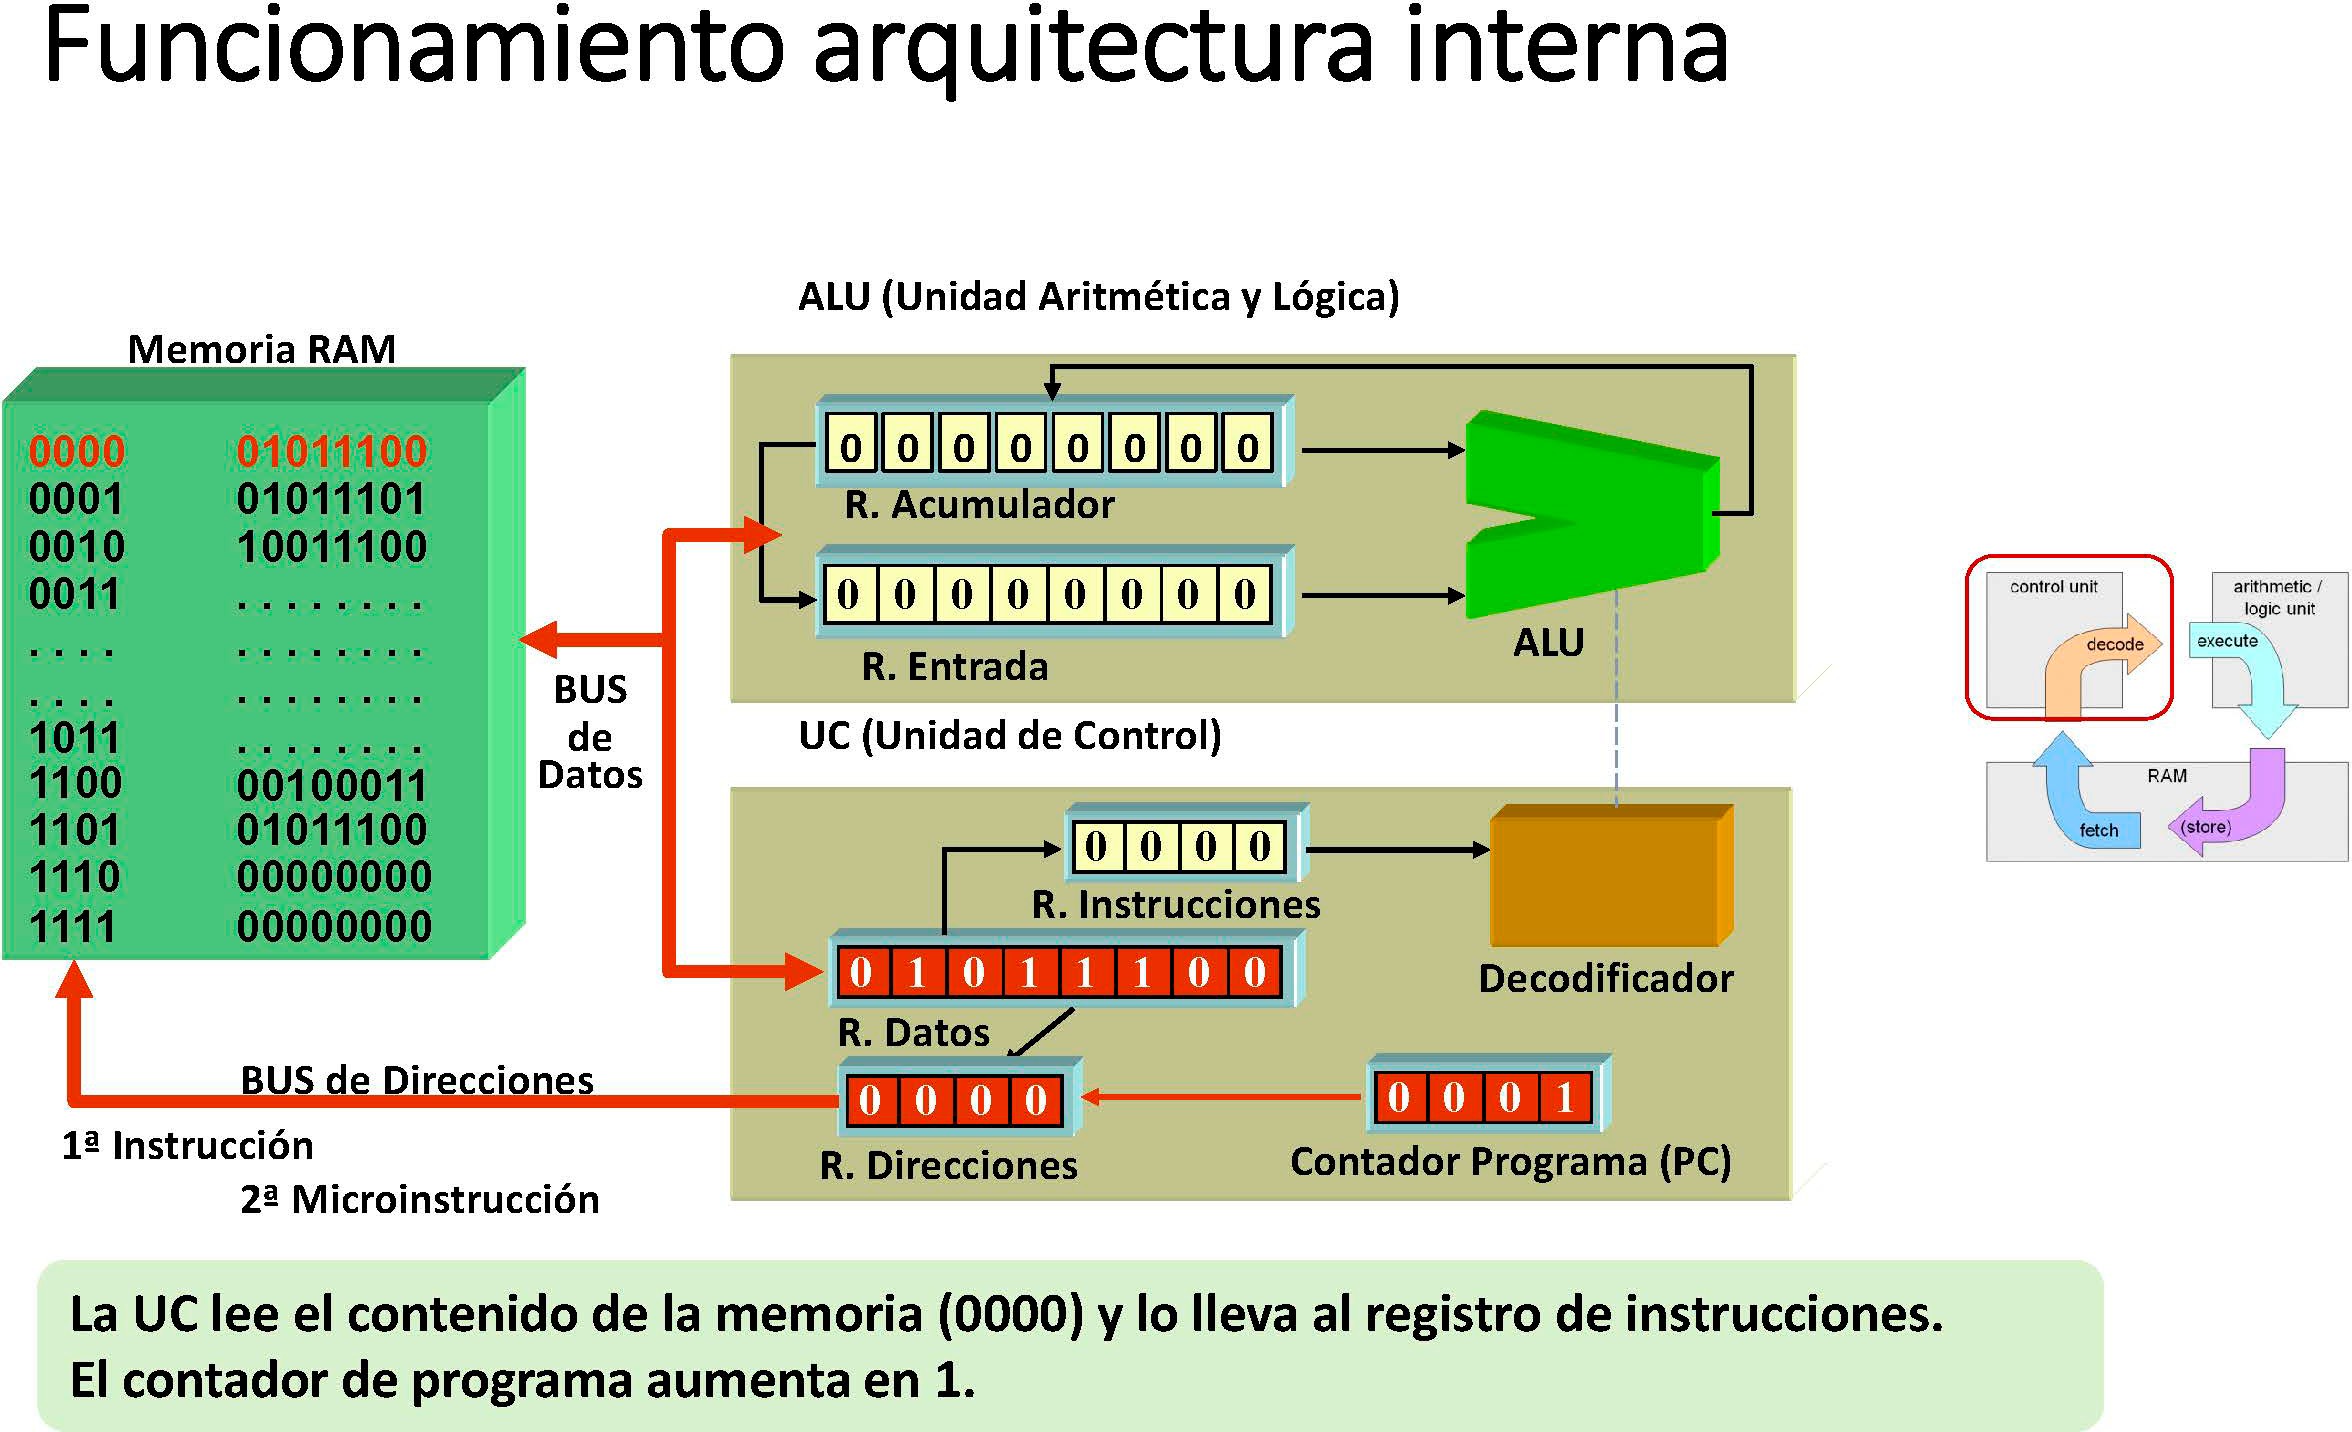 Funcionamiento arquitectura interna
ALU (Unidad Aritmética y Lógica)
Memoria RAM
0000 01011100
0001 01011101
0010 10011100
0011 ........
.... ........
.... ........
1011 ........
1100 00100011
1101 01011100
1110 00000000
1111 00000000
BUS
de
Datos
0 0 0 0 0 0 0 0
R. Acumulador
0 0 0 0 0 0 0 0
R. Entrada
ALU
UC (Unidad de Control)
0 0 0 0
R. Instrucciones
0 1 0 1 1 1 0 0
R. Datos
Decodificador
BUS de Direcciones
0 0 0 0
R. Direcciones
0 0 0 1
Contador Programa (PC)
1ª Instrucción
2ª Microinstrucción
control unit
decode
arithmetic /
logic unit
execute
RAM
fetch
(store)
La UC lee el contenido de la memoria (0000) y lo lleva al registro de instrucciones.
El contador de programa aumenta en 1.